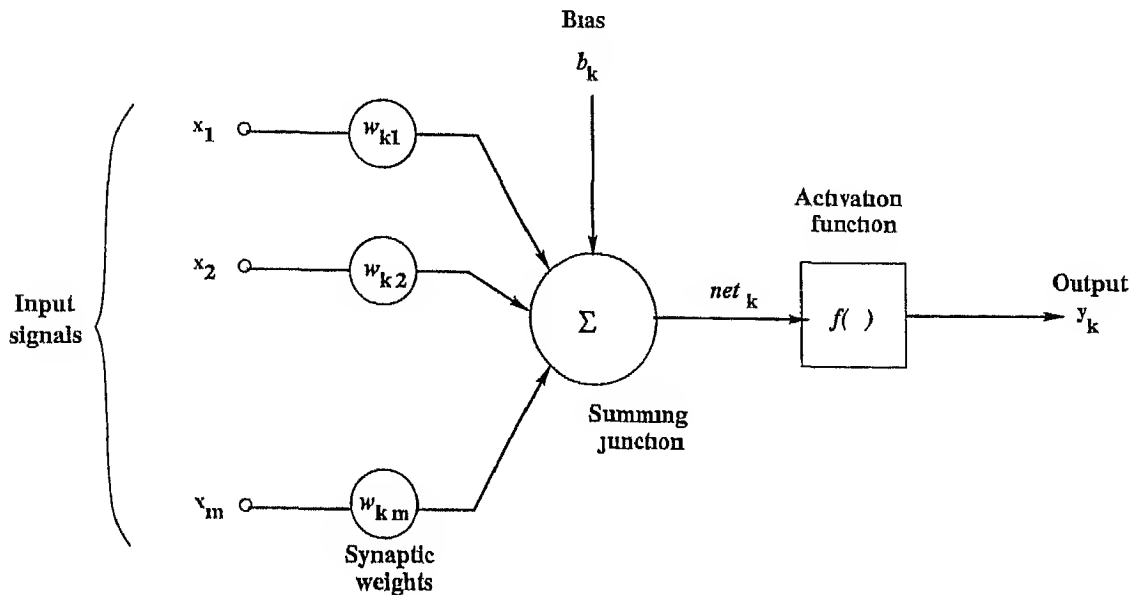 Bias
b_k
x_1
w_k1
Activation
function
x_2
w_k2
Input
signals
Σ
net_k
f( )
Output
y_k
Summing
junction
x_m
w_km
Synaptic
weights